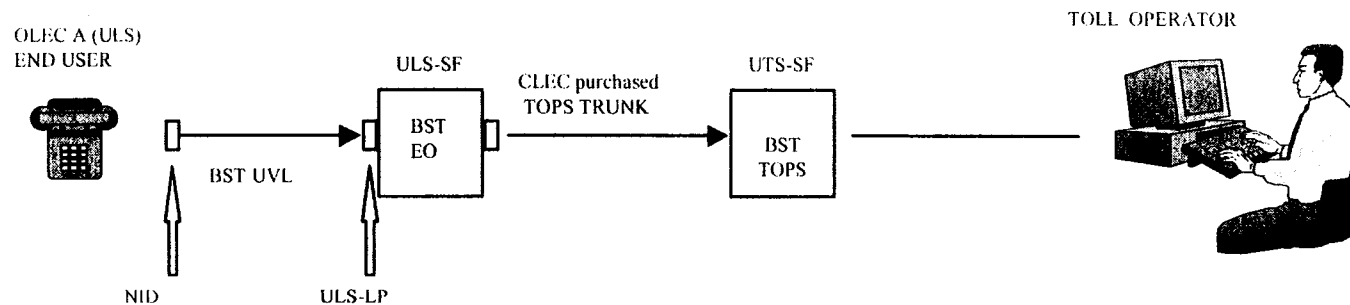 TOLL OPERATOR
OLEC A (ULS)
END USER
ULS-SF
CLEC purchased
TOPS TRUNK
UTS-SF
BST
EO
BST
TOPS
BST UVL
NID
ULS-LP